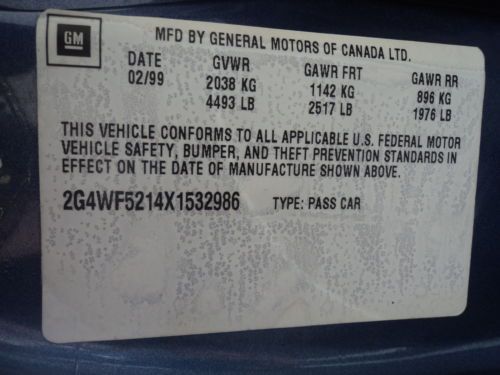 GM
MFD BY GENERAL MOTORS OF CANADA LTD.
DATE GVWR GAWR FRT GAWR RR
02/99 2038 KG 1142 KG 896 KG
4493 LB 2517 LB 1976 LB
THIS VEHICLE CONFORMS TO ALL APPLICABLE U.S. FEDERAL MOTOR
VEHICLE SAFETY, BUMPER, AND THEFT PREVENTION STANDARDS IN
EFFECT ON THE DATE OF MANUFACTURE SHOWN ABOVE.
2G4WF5214X1532986 TYPE: PASS CAR